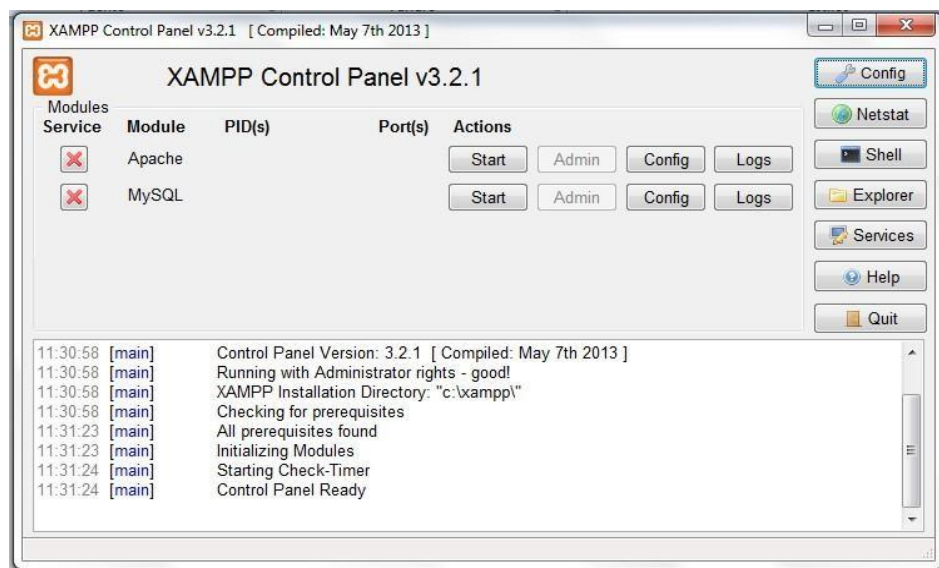 XAMPP Control Panel v3.2.1 [ Compiled: May 7th 2013 ]
XAMPP Control Panel v3.2.1
Config
Modules
Service Module PID(s) Port(s) Actions
Netstat
Apache Start Admin Config Logs
Shell
MySQL Start Admin Config Logs
Explorer
Services
Help
Quit
11:30:58 [main] Control Panel Version: 3.2.1 [ Compiled: May 7th 2013 ]
11:30:58 [main] Running with Administrator rights - good!
11:30:58 [main] XAMPP Installation Directory: "c:\xampp\"
11:30:58 [main] Checking for prerequisites
11:31:23 [main] All prerequisites found
11:31:23 [main] Initializing Modules
11:31:24 [main] Starting Check-Timer
11:31:24 [main] Control Panel Ready